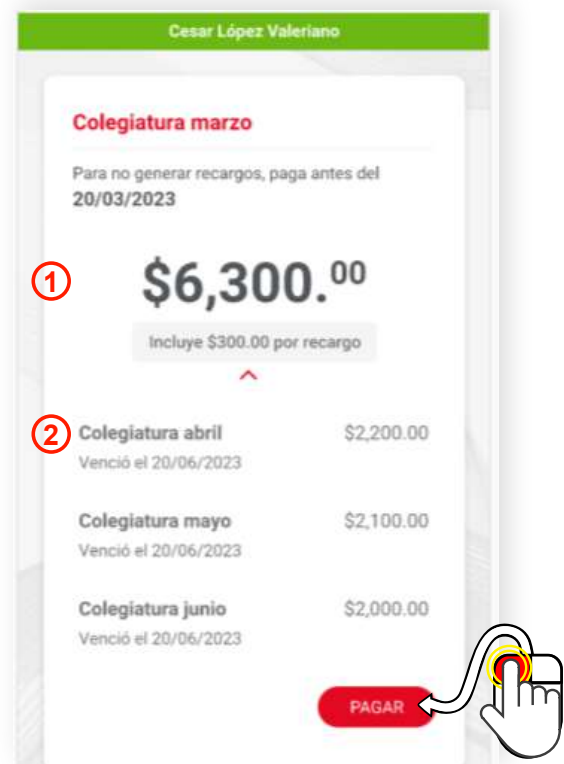 Cesar López Valeriano
Colegiatura marzo
Para no generar recargos, paga antes del
20/03/2023
1
$6,300.00
Incluye $300.00 por recargo
2
Colegiatura abril $2,200.00
Venció el 20/06/2023
Colegiatura mayo $2,100.00
Venció el 20/06/2023
Colegiatura junio $2,000.00
Venció el 20/06/2023
PAGAR